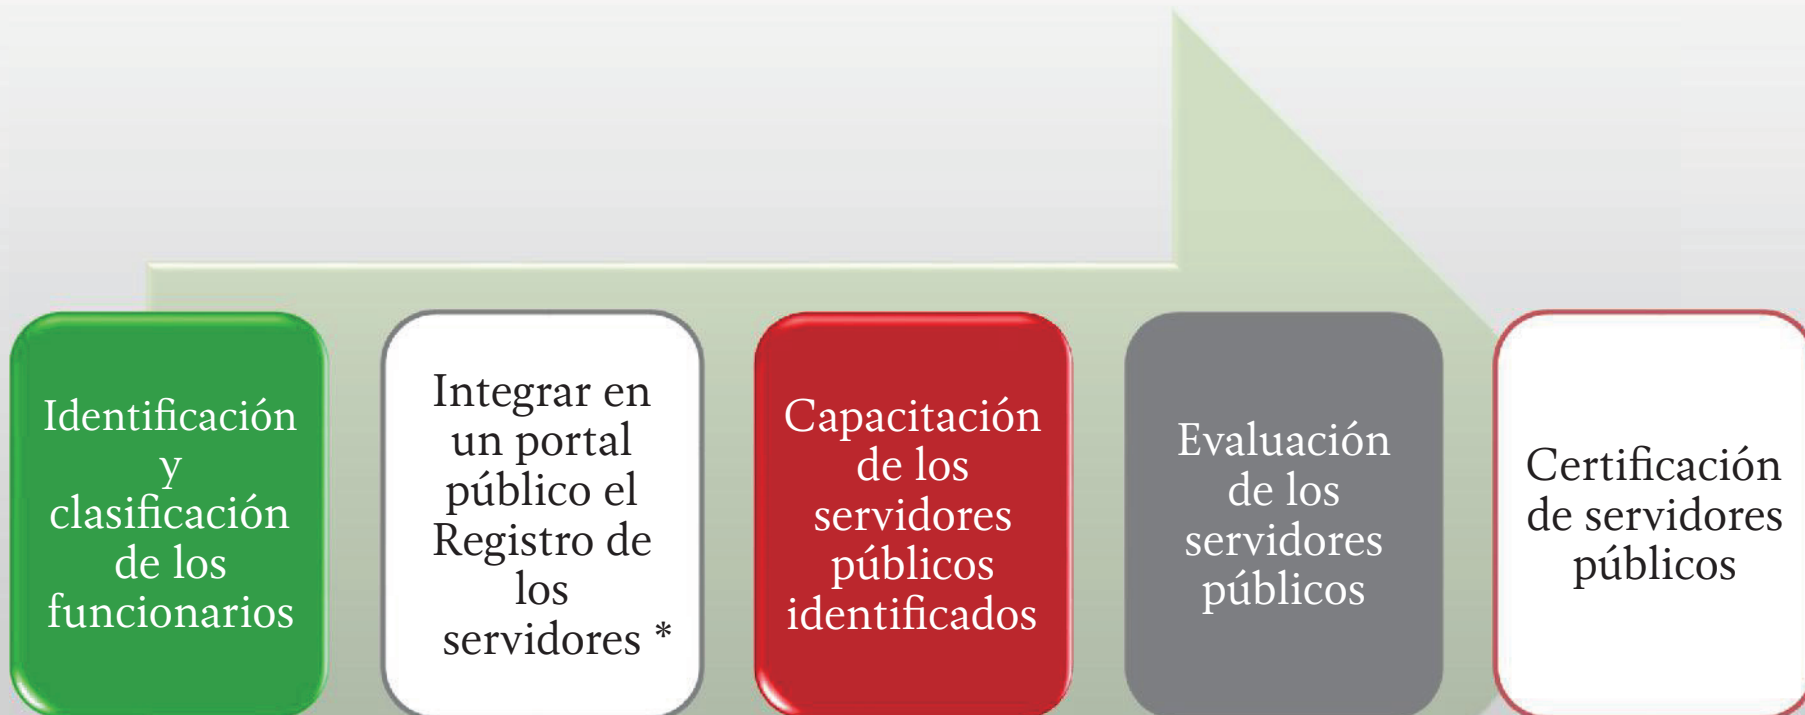 Identificación
y
clasificación
de los
funcionarios
Integrar en
un portal
público el
Registro de
los
servidores *
Capacitación
de los
servidores
públicos
identificados
Evaluación
de los
servidores
públicos
Certificación
de servidores
públicos